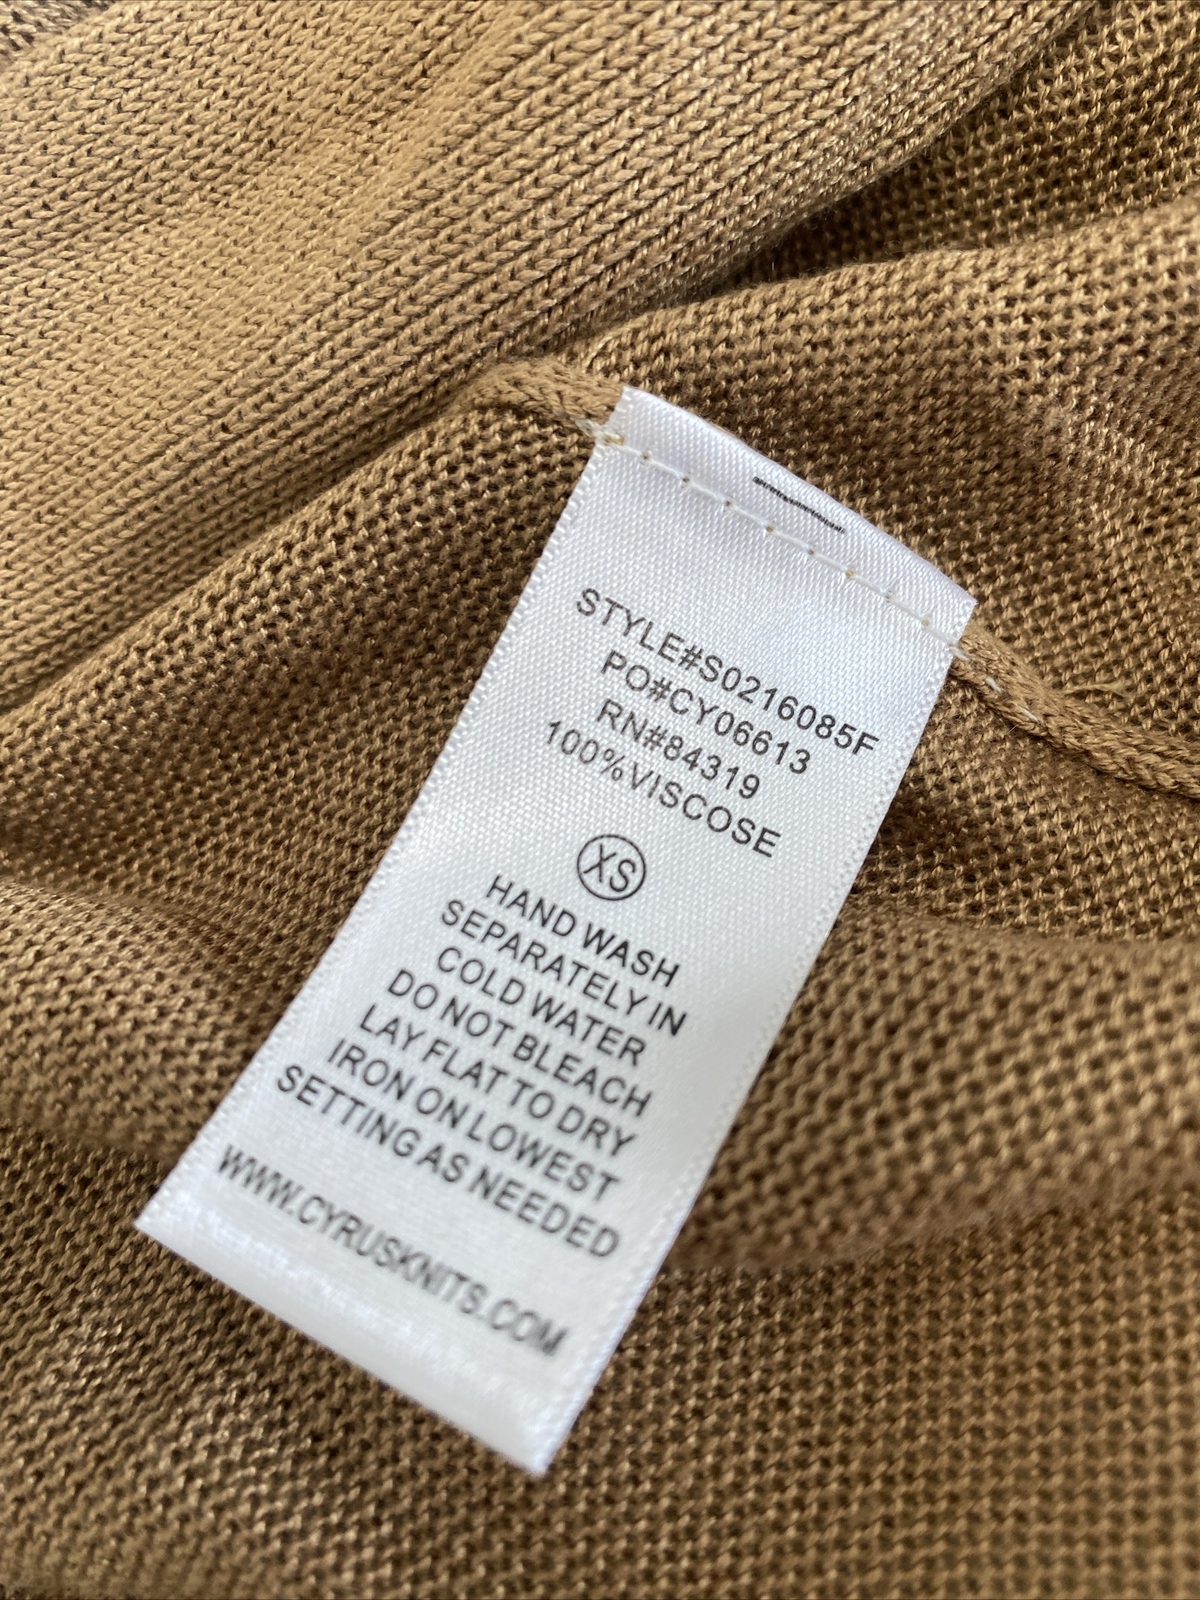 STYLE#S0216085F
PO#CY06613
RN#84319
100%VISCOSE
XS
HAND WASH
SEPARATELY IN
COLD WATER
DO NOT BLEACH
LAY FLAT TO DRY
IRON ON LOWEST
SETTING AS NEEDED
WWW.CYRUSKNITS.COM